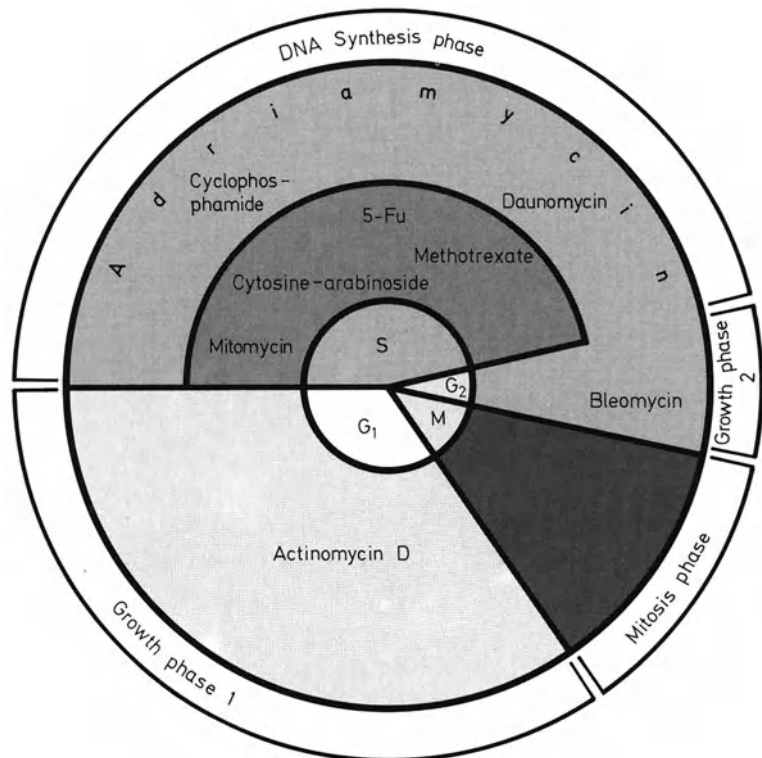 DNA Synthesis phase
Adriamycin
Cyclophos-
phamide
Daunomycin
5-Fu
Methotrexate
Cytosine-arabinoside
Mitomycin
S
G₂
Bleomycin
Growth phase
2
M
G₁
Actinomycin D
Mitosis phase
Growth phase 1